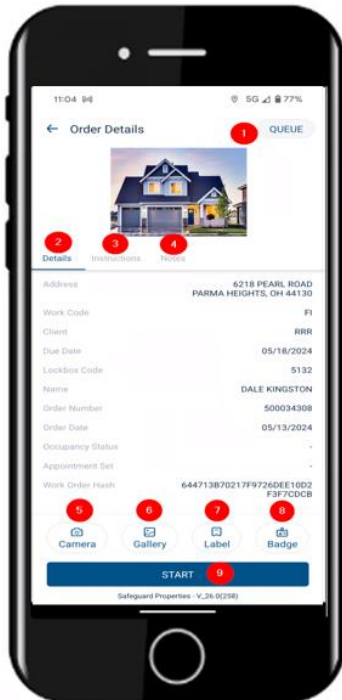 11:04
5G 77%
← Order Details
1
QUEUE
2
3
4
Details Instructions Notes
Address 6218 PEARL ROAD
PARMA HEIGHTS, OH 44130
Work Code FI
Client RRR
Due Date 05/18/2024
Lockbox Code 5132
Name DALE KINGSTON
Order Number 500034308
Order Date 05/13/2024
Occupancy Status -
Appointment Set -
Work Order Hash 644713B70217F9726DEE10D2
F3F7CDCB
5 6 7 8
Camera Gallery Label Badge
START 9
Safeguard Properties - V_26.0(258)